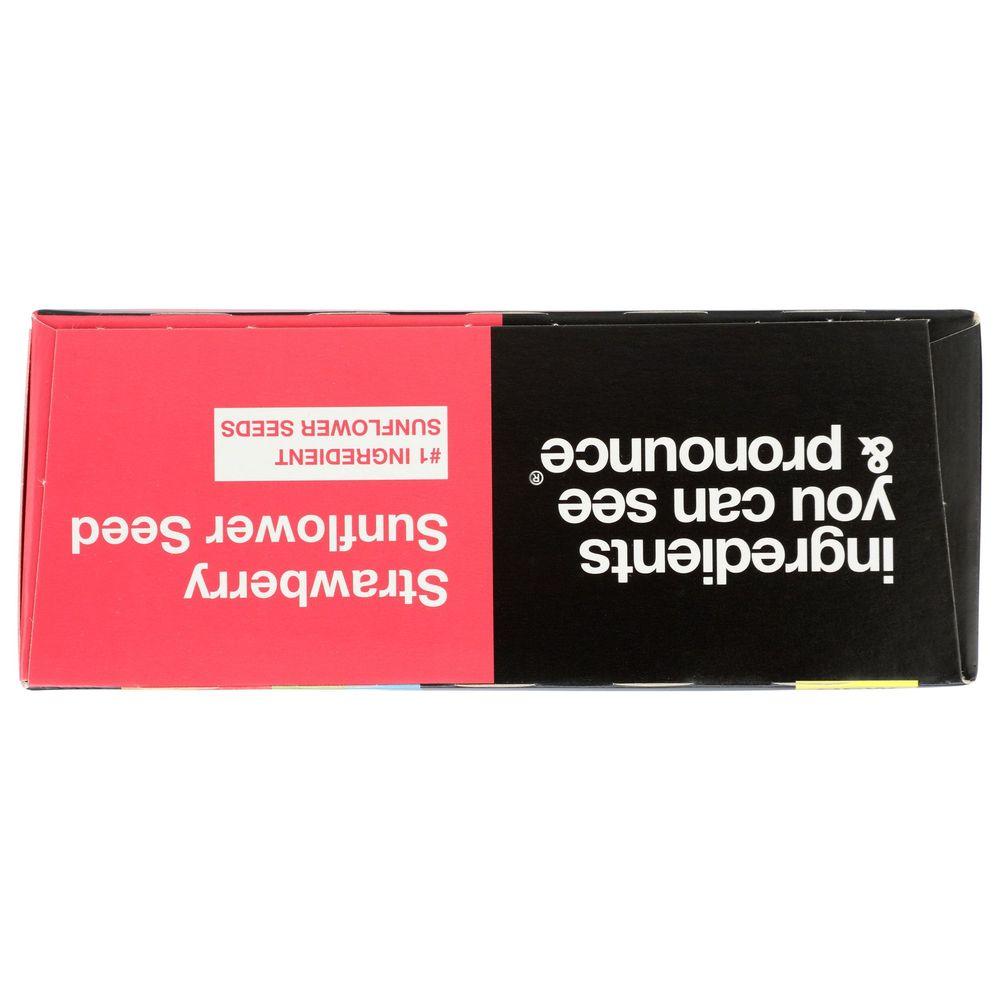 ingredients
you can see
& pronounce®
Strawberry
Sunflower Seed
#1 INGREDIENT
SUNFLOWER SEEDS